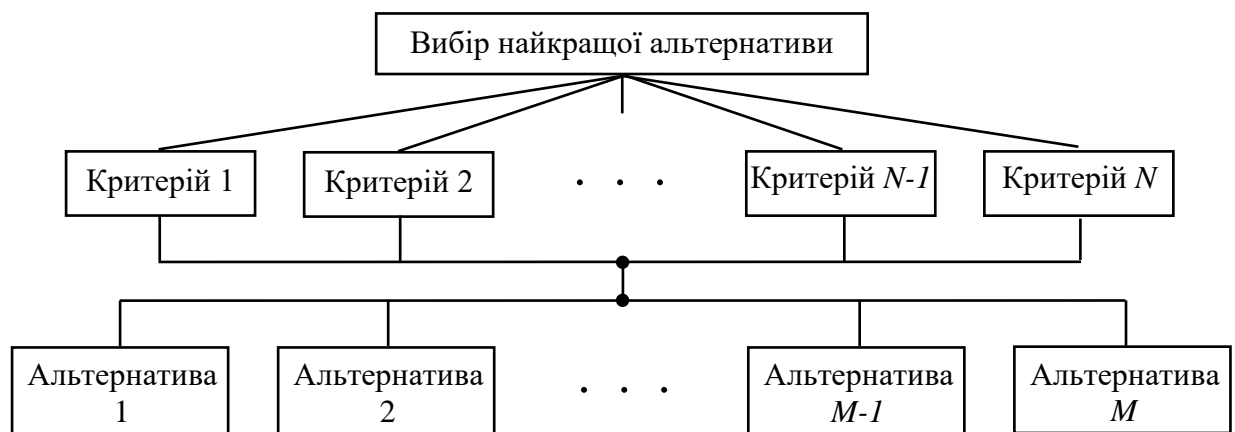 Вибір найкращої альтернативи
Критерій 1
Критерій 2
. . .
Критерій N-1
Критерій N
Альтернатива
1
Альтернатива
2
. . .
Альтернатива
M-1
Альтернатива
M